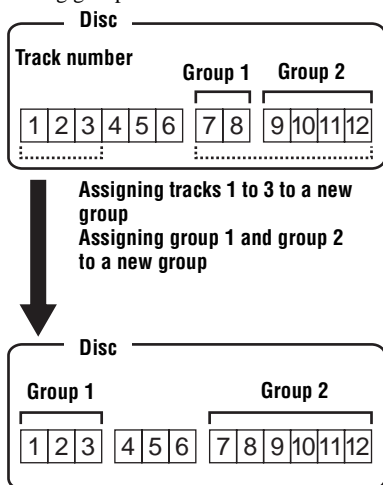 Disc
Track number
Group 1 Group 2
1 2 3 4 5 6 7 8 9 10 11 12
Assigning tracks 1 to 3 to a new
group
Assigning group 1 and group 2
to a new group
Disc
Group 1 Group 2
1 2 3 4 5 6 7 8 9 10 11 12